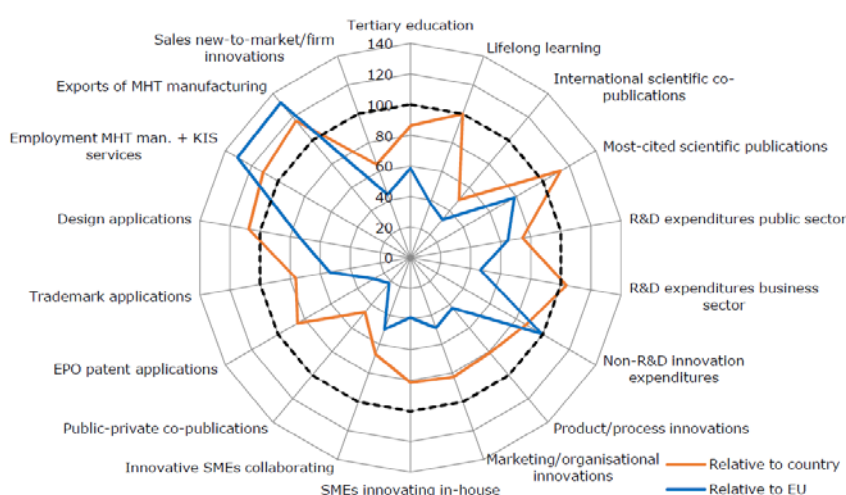 Tertiary education
140
120
100
80
60
40
20
0
Lifelong learning
International scientific co-
publications
Most-cited scientific publications
R&D expenditures public sector
R&D expenditures business
sector
Non-R&D innovation
expenditures
Product/process innovations
Marketing/organisational
innovations
SMEs innovating in-house
Innovative SMEs collaborating
Public-private co-publications
EPO patent applications
Trademark applications
Design applications
Employment MHT man. + KIS
services
Exports of MHT manufacturing
Sales new-to-market/firm
innovations
Relative to country
Relative to EU